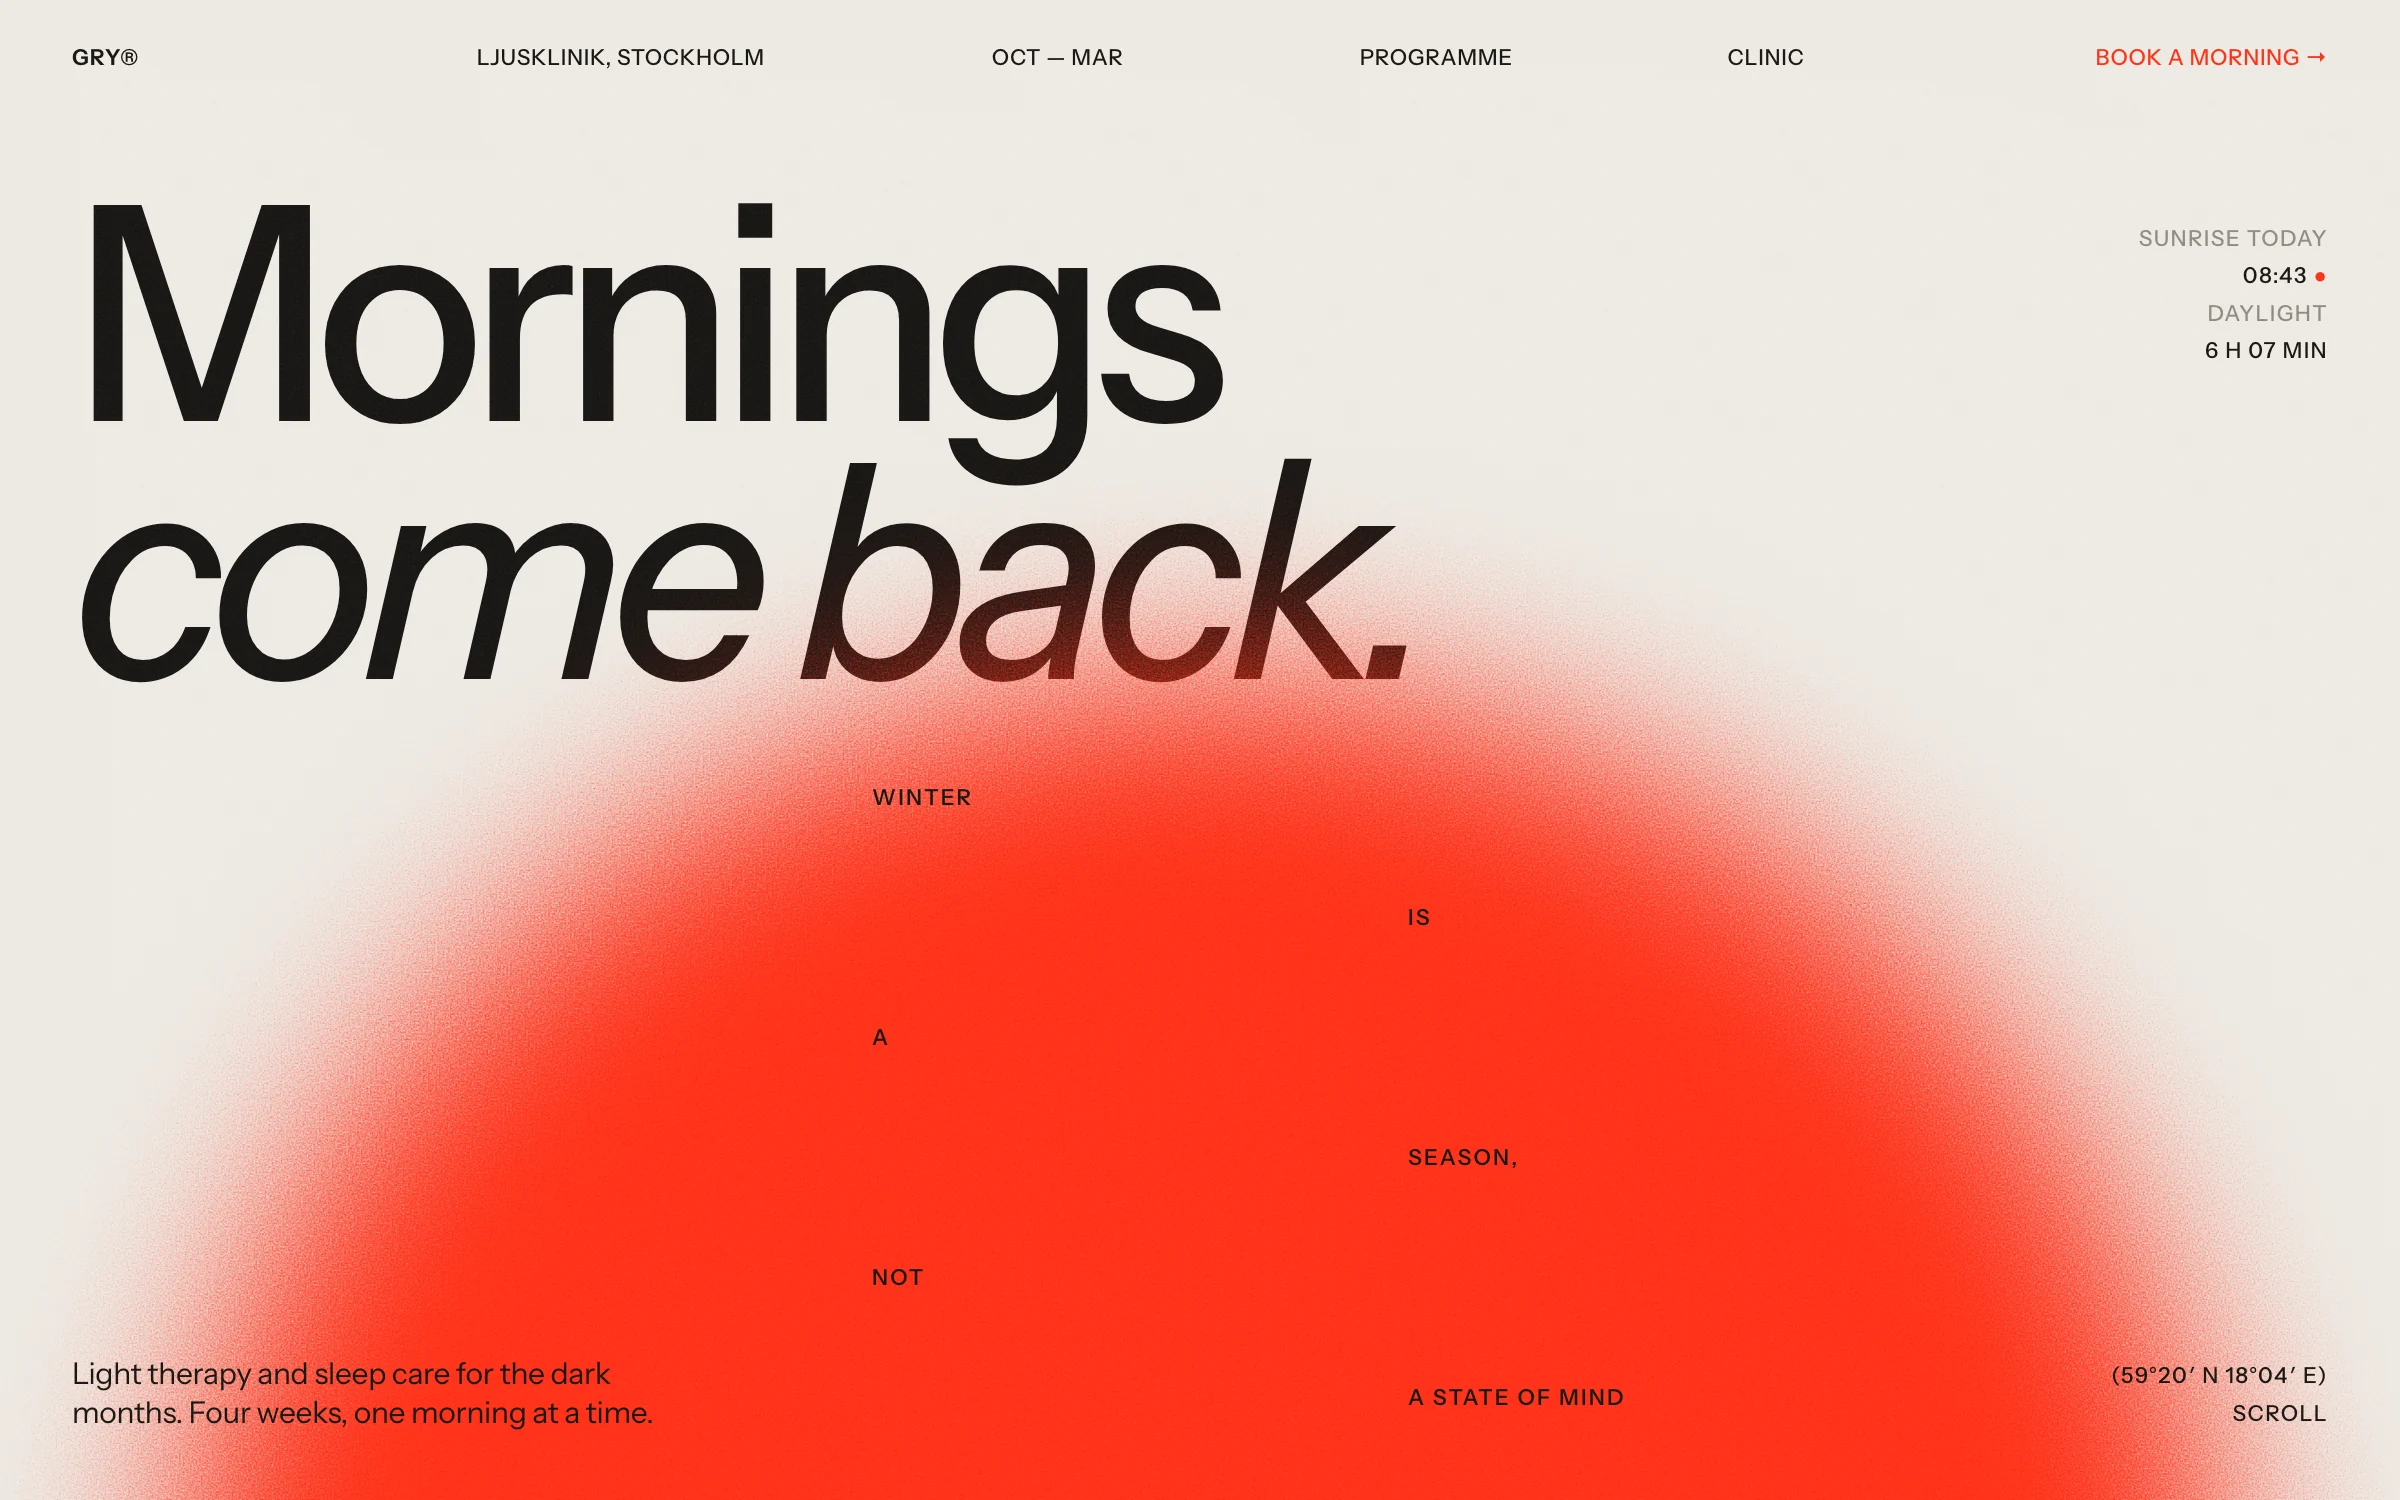 GRY®
LJUSKLINIK, STOCKHOLM
OCT — MAR
PROGRAMME
CLINIC
BOOK A MORNING →
Mornings
come back.
SUNRISE TODAY
08:43 •
DAYLIGHT
6 H 07 MIN
WINTER
IS
A
SEASON,
NOT
A STATE OF MIND
Light therapy and sleep care for the dark
months. Four weeks, one morning at a time.
(59°20′ N 18°04′ E)
SCROLL